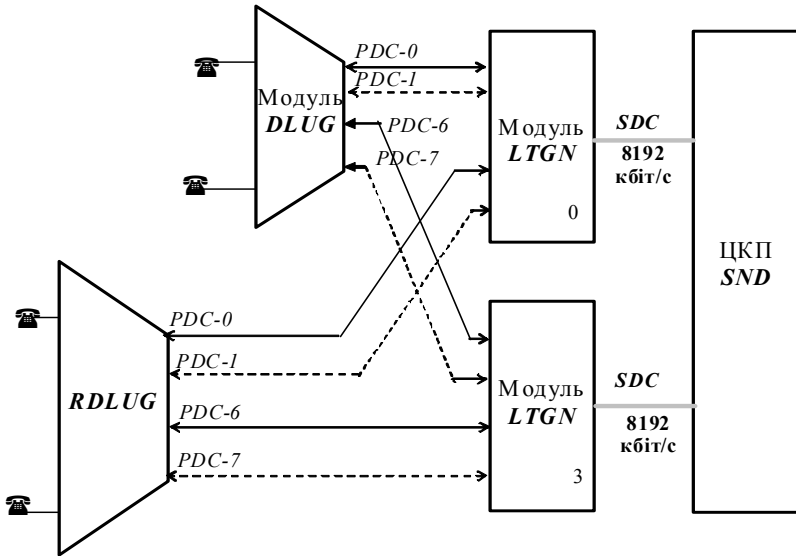 PDC-0
PDC-1
Модуль
DLUG
PDC-6
PDC-7
Модуль
LTGN
0
SDC
8192
кбіт/с
ЦКП
SND
PDC-0
PDC-1
RDLUG
PDC-6
PDC-7
Модуль
LTGN
3
SDC
8192
кбіт/с